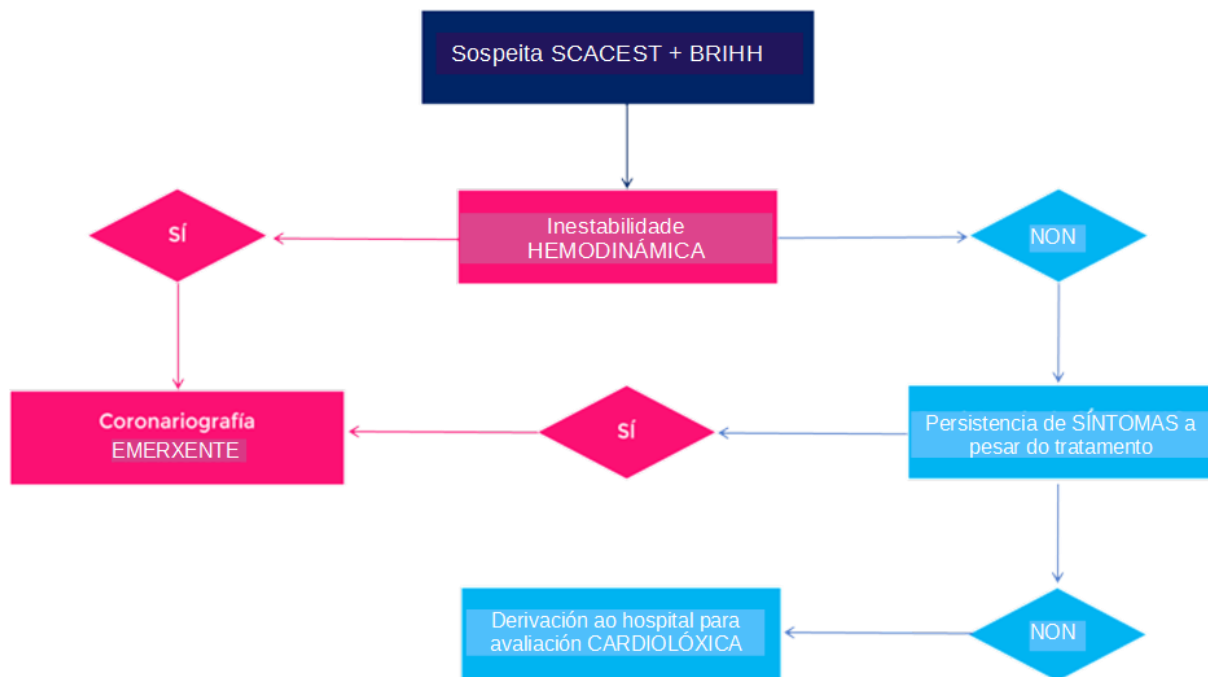 Sospeita SCACEST + BRIHH
Inestabilidade
HEMODINÁMICA
SÍ
NON
Coronariografía
EMERXENTE
SÍ
Persistencia de SÍNTOMAS a
pesar do tratamento
Derivación ao hospital para
avaliación CARDIOLÓXICA
NON